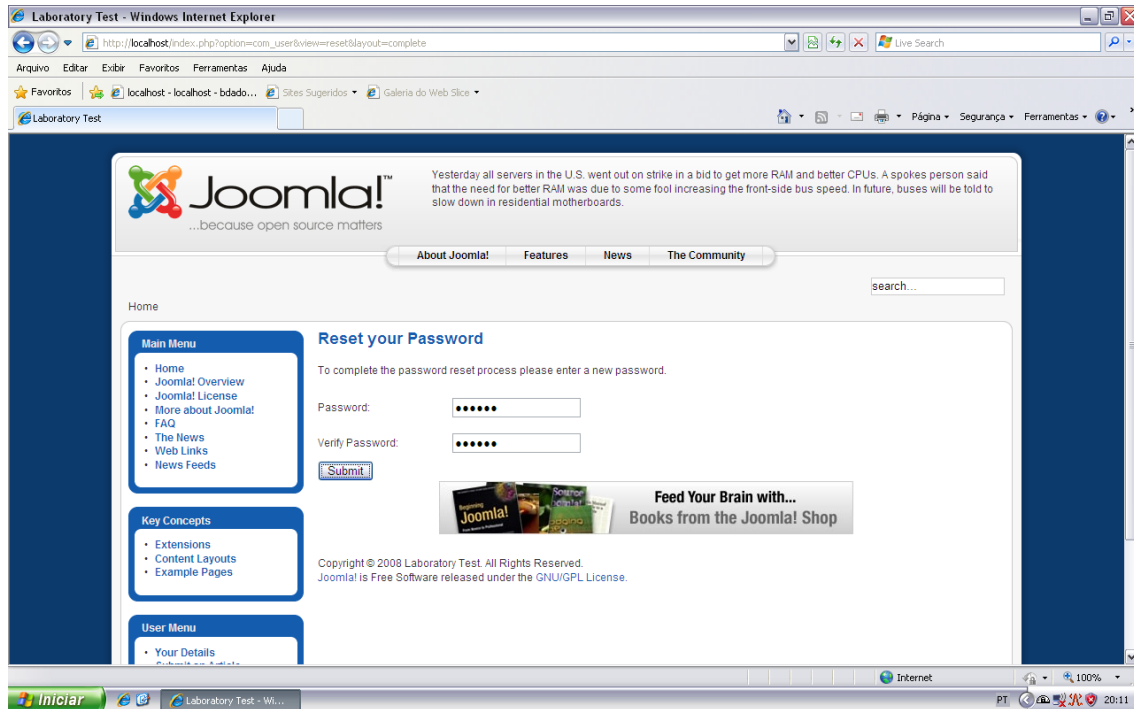 Laboratory Test - Windows Internet Explorer
http://localhost/index.php?option=com_user&view=reset&layout=complete
Live Search
Arquivo Editar Exibir Favoritos Ferramentas Ajuda
Favoritos localhost - localhost - bdado... Sites Sugeridos Galeria do Web Slice
Laboratory Test
Página Segurança Ferramentas
Joomla!™
...because open source matters
Yesterday all servers in the U.S. went out on strike in a bid to get more RAM and better CPUs. A spokes person said
that the need for better RAM was due to some fool increasing the front-side bus speed. In future, buses will be told to
slow down in residential motherboards.
About Joomla! Features News The Community
search...
Home
Main Menu
Home
Joomla! Overview
Joomla! License
More about Joomla!
FAQ
The News
Web Links
News Feeds
Key Concepts
Extensions
Content Layouts
Example Pages
User Menu
Your Details
Submit an Article
Reset your Password
To complete the password reset process please enter a new password.
Password: ••••••
Verify Password: ••••••
Submit
Beginning
Joomla!
Feed Your Brain with...
Books from the Joomla! Shop
Copyright © 2008 Laboratory Test. All Rights Reserved.
Joomla! is Free Software released under the GNU/GPL License.
Internet
100%
Iniciar
Laboratory Test - Wi...
PT
20:11